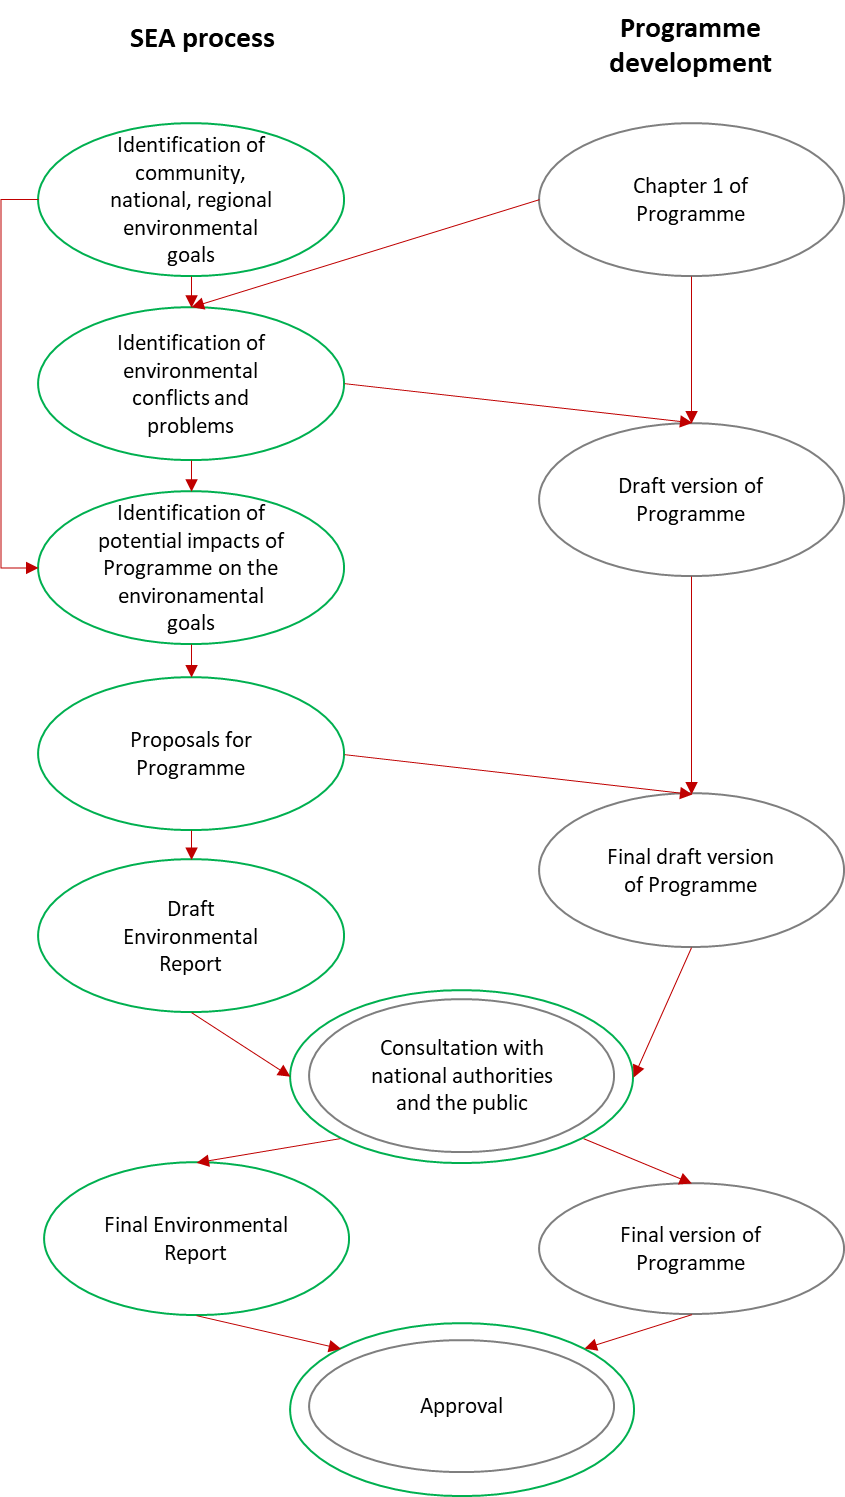 SEA process
Programme
development
Identification of
community,
national, regional
environmental
goals
Chapter 1 of
Programme
Identification of
environmental
conflicts and
problems
Draft version of
Programme
Identification of
potential impacts of
Programme on the
environamental
goals
Proposals for
Programme
Final draft version
of Programme
Draft
Environmental
Report
Consultation with
national authorities
and the public
Final Environmental
Report
Final version of
Programme
Approval